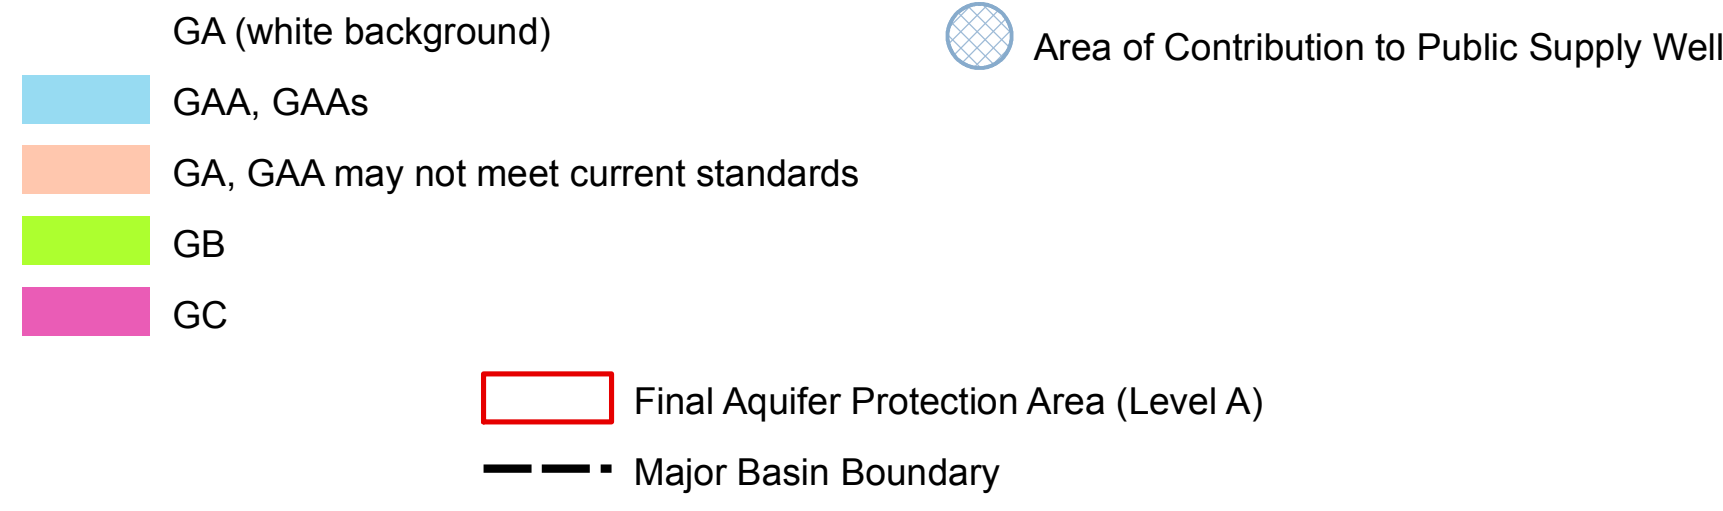 GA (white background)
Area of Contribution to Public Supply Well
GAA, GAAs
GA, GAA may not meet current standards
GB
GC
Final Aquifer Protection Area (Level A)
Major Basin Boundary